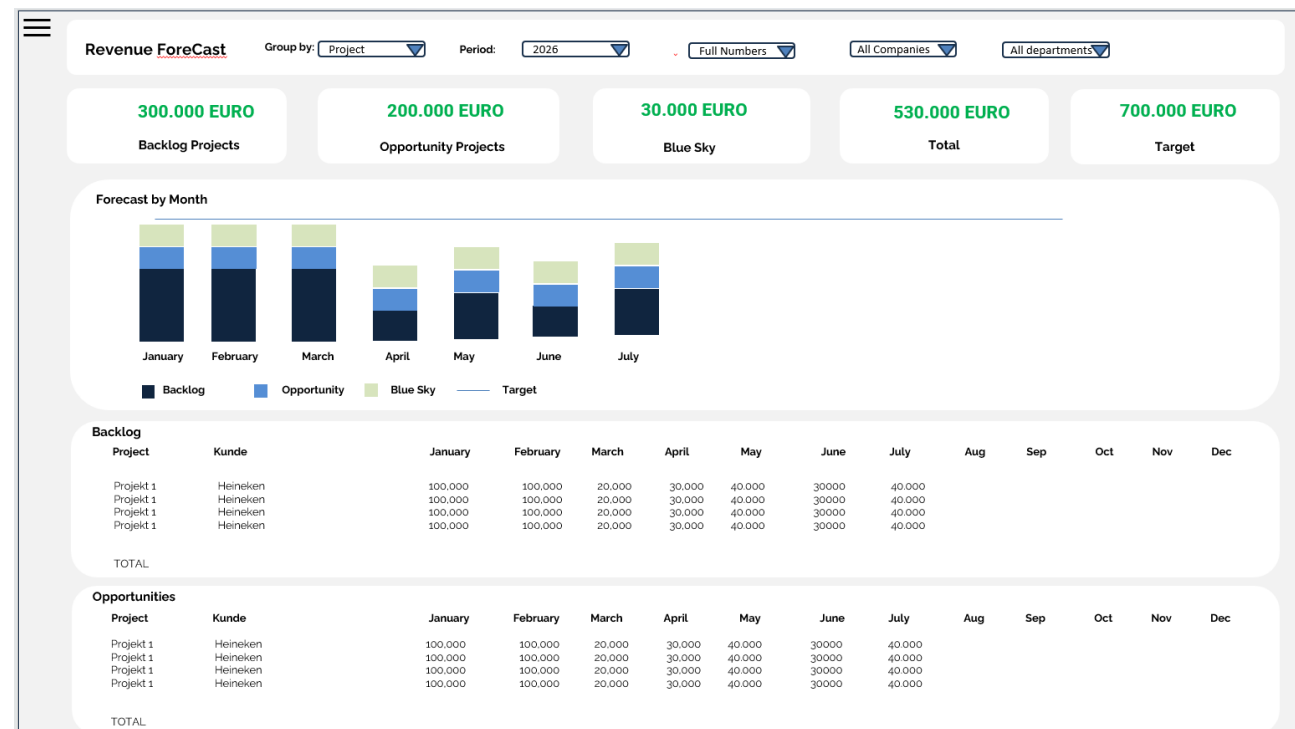 Revenue ForeCast Group by: Project Period: 2026 Full Numbers All Companies All departments
300.000 EURO 200.000 EURO 30.000 EURO 530.000 EURO 700.000 EURO
Backlog Projects Opportunity Projects Blue Sky Total Target
Forecast by Month
January February March April May June July
Backlog Opportunity Blue Sky Target
Backlog
Project Kunde January February March April May June July Aug Sep Oct Nov Dec
Projekt 1 Heineken 100,000 100,000 20,000 30,000 40.000 30000 40.000
Projekt 1 Heineken 100,000 100,000 20,000 30,000 40.000 30000 40.000
Projekt 1 Heineken 100,000 100,000 20,000 30,000 40.000 30000 40.000
Projekt 1 Heineken 100,000 100,000 20,000 30,000 40.000 30000 40.000
TOTAL
Opportunities
Project Kunde January February March April May June July Aug Sep Oct Nov Dec
Projekt 1 Heineken 100,000 100,000 20,000 30,000 40.000 30000 40.000
Projekt 1 Heineken 100,000 100,000 20,000 30,000 40.000 30000 40.000
Projekt 1 Heineken 100,000 100,000 20,000 30,000 40.000 30000 40.000
Projekt 1 Heineken 100,000 100,000 20,000 30,000 40.000 30000 40.000
TOTAL